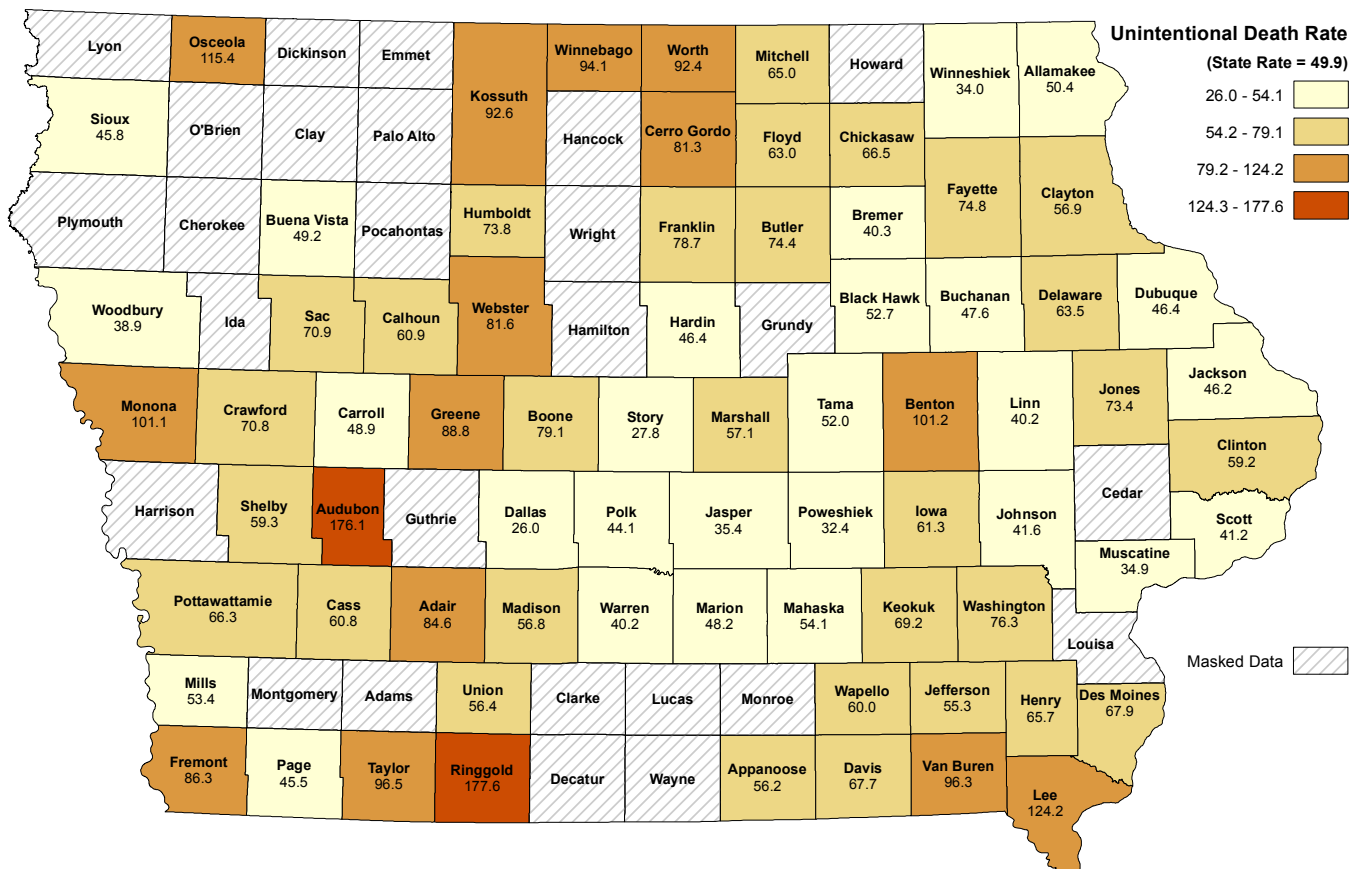 Unintentional Death Rate
(State Rate = 49.9)
26.0 - 54.1
54.2 - 79.1
79.2 - 124.2
124.3 - 177.6
Masked Data
Lyon
Osceola
115.4
Dickinson
Emmet
Kossuth
92.6
Winnebago
94.1
Worth
92.4
Mitchell
65.0
Howard
Winneshiek
34.0
Allamakee
50.4
Sioux
45.8
O'Brien
Clay
Palo Alto
Hancock
Cerro Gordo
81.3
Floyd
63.0
Chickasaw
66.5
Fayette
74.8
Clayton
56.9
Plymouth
Cherokee
Buena Vista
49.2
Pocahontas
Humboldt
73.8
Wright
Franklin
78.7
Butler
74.4
Bremer
40.3
Woodbury
38.9
Ida
Sac
70.9
Calhoun
60.9
Webster
81.6
Hamilton
Hardin
46.4
Grundy
Black Hawk
52.7
Buchanan
47.6
Delaware
63.5
Dubuque
46.4
Monona
101.1
Crawford
70.8
Carroll
48.9
Greene
88.8
Boone
79.1
Story
27.8
Marshall
57.1
Tama
52.0
Benton
101.2
Linn
40.2
Jones
73.4
Jackson
46.2
Clinton
59.2
Harrison
Shelby
59.3
Audubon
176.1
Guthrie
Dallas
26.0
Polk
44.1
Jasper
35.4
Poweshiek
32.4
Iowa
61.3
Johnson
41.6
Cedar
Scott
41.2
Muscatine
34.9
Pottawattamie
66.3
Cass
60.8
Adair
84.6
Madison
56.8
Warren
40.2
Marion
48.2
Mahaska
54.1
Keokuk
69.2
Washington
76.3
Louisa
Mills
53.4
Montgomery
Adams
Union
56.4
Clarke
Lucas
Monroe
Wapello
60.0
Jefferson
55.3
Henry
65.7
Des Moines
67.9
Fremont
86.3
Page
45.5
Taylor
96.5
Ringgold
177.6
Decatur
Wayne
Appanoose
56.2
Davis
67.7
Van Buren
96.3
Lee
124.2